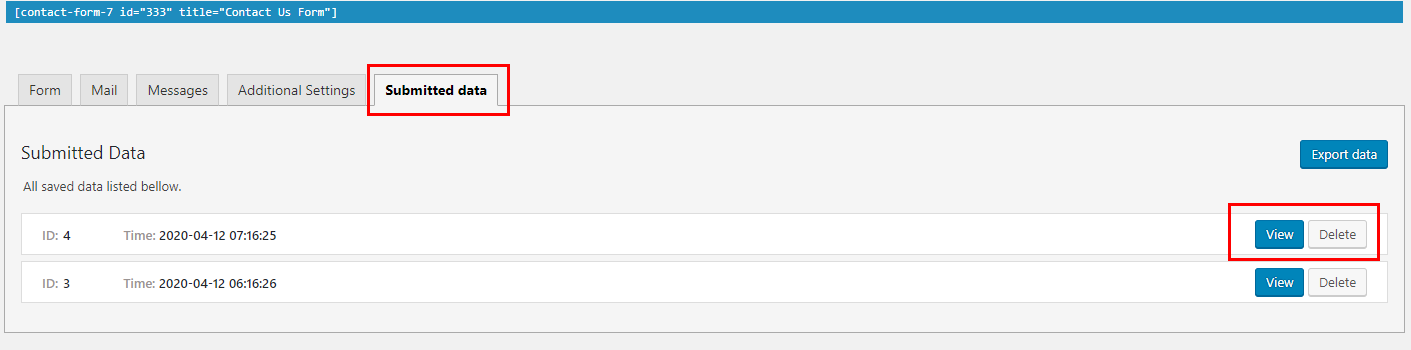 [contact-form-7 id="333" title="Contact Us Form"]
Form Mail Messages Additional Settings Submitted data
Submitted Data
Export data
All saved data listed bellow.
ID: 4 Time: 2020-04-12 07:16:25 View Delete
ID: 3 Time: 2020-04-12 06:16:26 View Delete